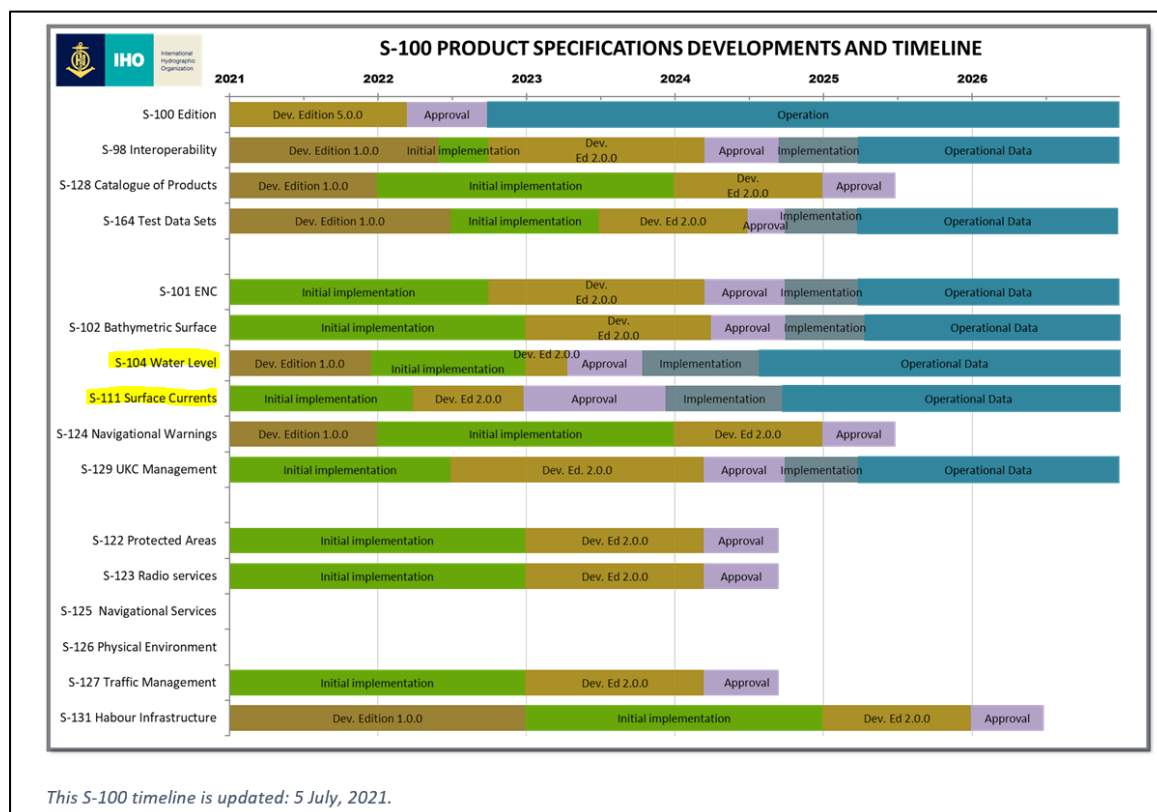 IHO
International
Hydrographic
Organization
S-100 PRODUCT SPECIFICATIONS DEVELOPMENTS AND TIMELINE
2021 2022 2023 2024 2025 2026
S-100 Edition Dev. Edition 5.0.0 Approval Operation
S-98 Interoperability Dev. Edition 1.0.0 Initial implementation Dev. Ed 2.0.0 Approval Implementation Operational Data
S-128 Catalogue of Products Dev. Edition 1.0.0 Initial implementation Dev. Ed 2.0.0 Approval
S-164 Test Data Sets Dev. Edition 1.0.0 Initial implementation Dev. Ed 2.0.0 Approval Implementation Operational Data
S-101 ENC Initial implementation Dev. Ed 2.0.0 Approval Implementation Operational Data
S-102 Bathymetric Surface Initial implementation Dev. Ed 2.0.0 Approval Implementation Operational Data
S-104 Water Level Dev. Edition 1.0.0 Initial implementation Dev. Ed 2.0.0 Approval Implementation Operational Data
S-111 Surface Currents Initial implementation Dev. Ed 2.0.0 Approval Implementation Operational Data
S-124 Navigational Warnings Dev. Edition 1.0.0 Initial implementation Dev. Ed 2.0.0 Approval
S-129 UKC Management Initial implementation Dev. Ed. 2.0.0 Approval Implementation Operational Data
S-122 Protected Areas Initial implementation Dev. Ed 2.0.0 Approval
S-123 Radio services Initial implementation Dev. Ed 2.0.0 Appoval
S-125 Navigational Services
S-126 Physical Environment
S-127 Traffic Management Initial implementation Dev. Ed 2.0.0 Approval
S-131 Habour Infrastructure Dev. Edition 1.0.0 Initial implementation Dev. Ed 2.0.0 Approval
This S-100 timeline is updated: 5 July, 2021.